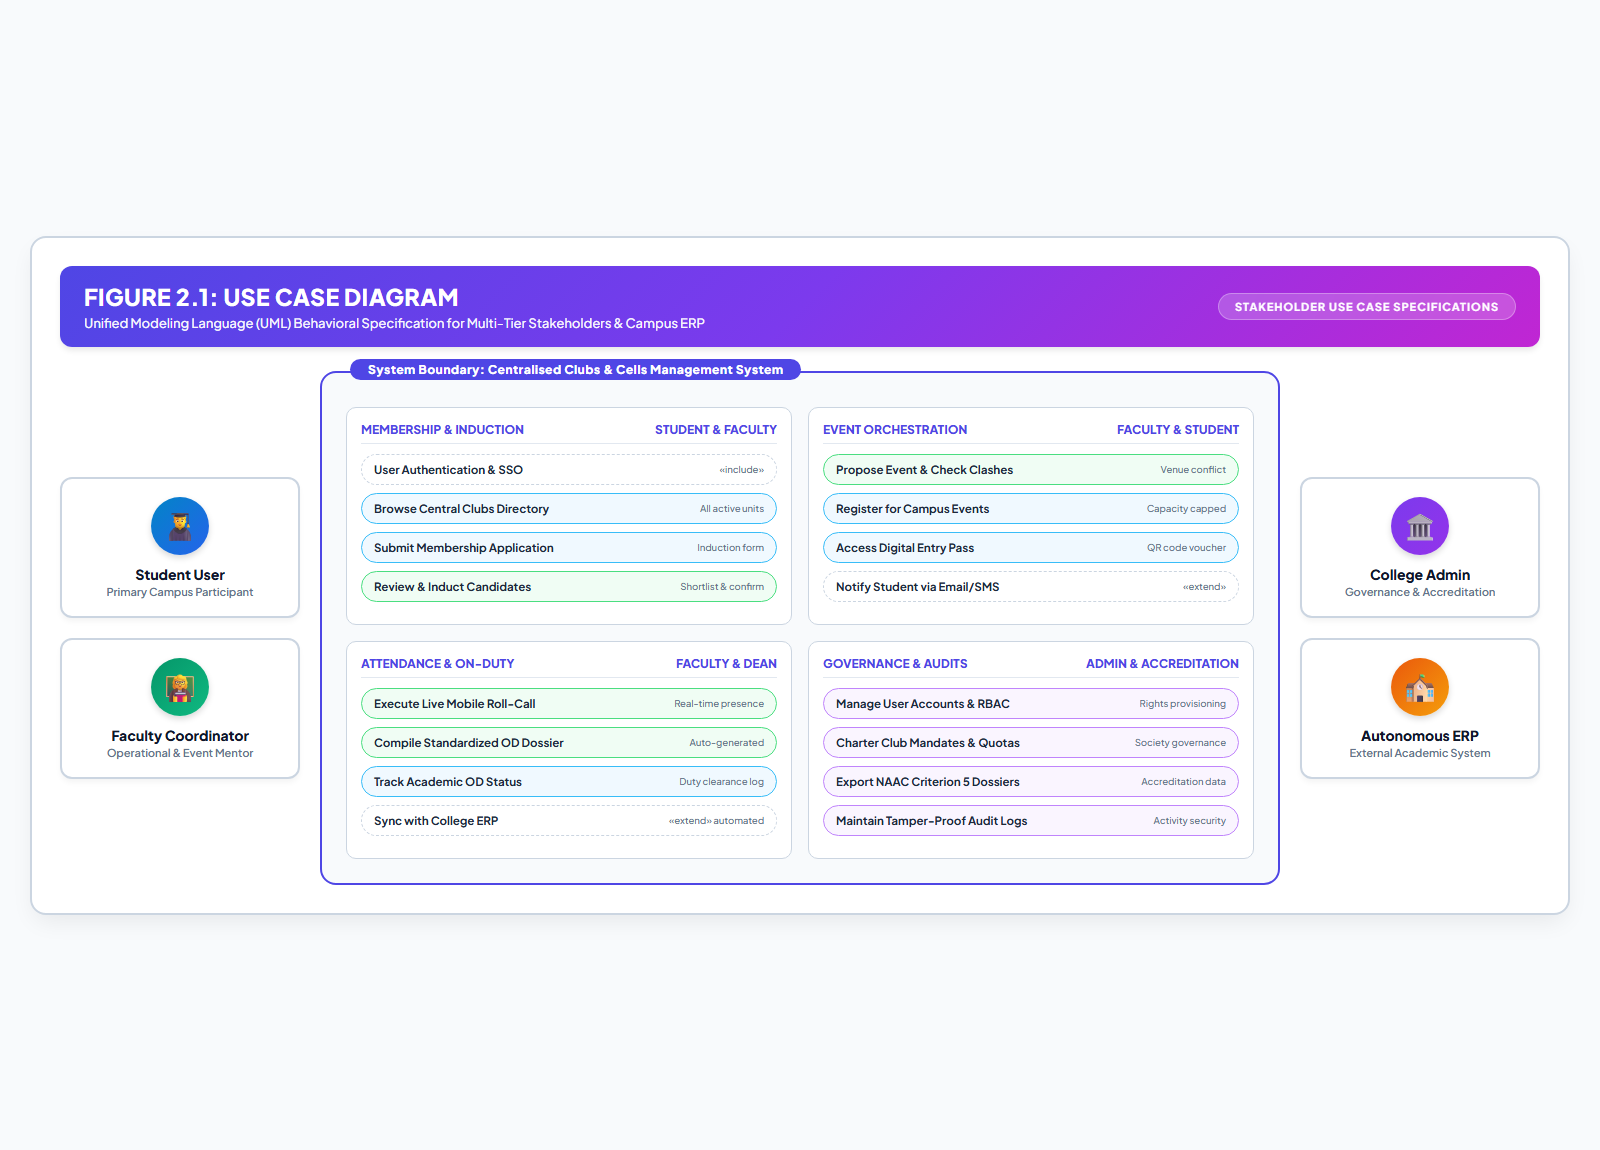 FIGURE 2.1: USE CASE DIAGRAM
Unified Modeling Language (UML) Behavioral Specification for Multi-Tier Stakeholders & Campus ERP
STAKEHOLDER USE CASE SPECIFICATIONS
System Boundary: Centralised Clubs & Cells Management System
Student User
Primary Campus Participant
Faculty Coordinator
Operational & Event Mentor
MEMBERSHIP & INDUCTION STUDENT & FACULTY
User Authentication & SSO «include»
Browse Central Clubs Directory All active units
Submit Membership Application Induction form
Review & Induct Candidates Shortlist & confirm
EVENT ORCHESTRATION FACULTY & STUDENT
Propose Event & Check Clashes Venue conflict
Register for Campus Events Capacity capped
Access Digital Entry Pass QR code voucher
Notify Student via Email/SMS «extend»
ATTENDANCE & ON-DUTY FACULTY & DEAN
Execute Live Mobile Roll-Call Real-time presence
Compile Standardized OD Dossier Auto-generated
Track Academic OD Status Duty clearance log
Sync with College ERP «extend» automated
GOVERNANCE & AUDITS ADMIN & ACCREDITATION
Manage User Accounts & RBAC Rights provisioning
Charter Club Mandates & Quotas Society governance
Export NAAC Criterion 5 Dossiers Accreditation data
Maintain Tamper-Proof Audit Logs Activity security
College Admin
Governance & Accreditation
Autonomous ERP
External Academic System